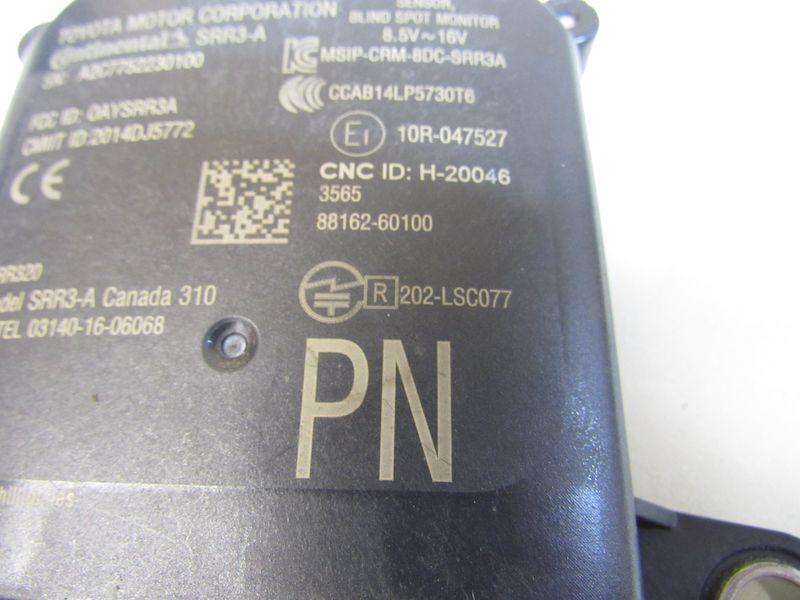 TOYOTA MOTOR CORPORATION
SENSOR,
BLIND SPOT MONITOR
Continental SRR3-A
8.5V~16V
A2C7752230100
MSIP-CRM-8DC-SRR3A
CCAB14LP5730T6
FCC ID: OAYSRR3A
CMIIT ID:2014DJ5772
E1 10R-047527
CE
CNC ID: H-20046
3565
88162-60100
RR320
del SRR3-A Canada 310
TEL 03140-16-06068
R 202-LSC077
PN